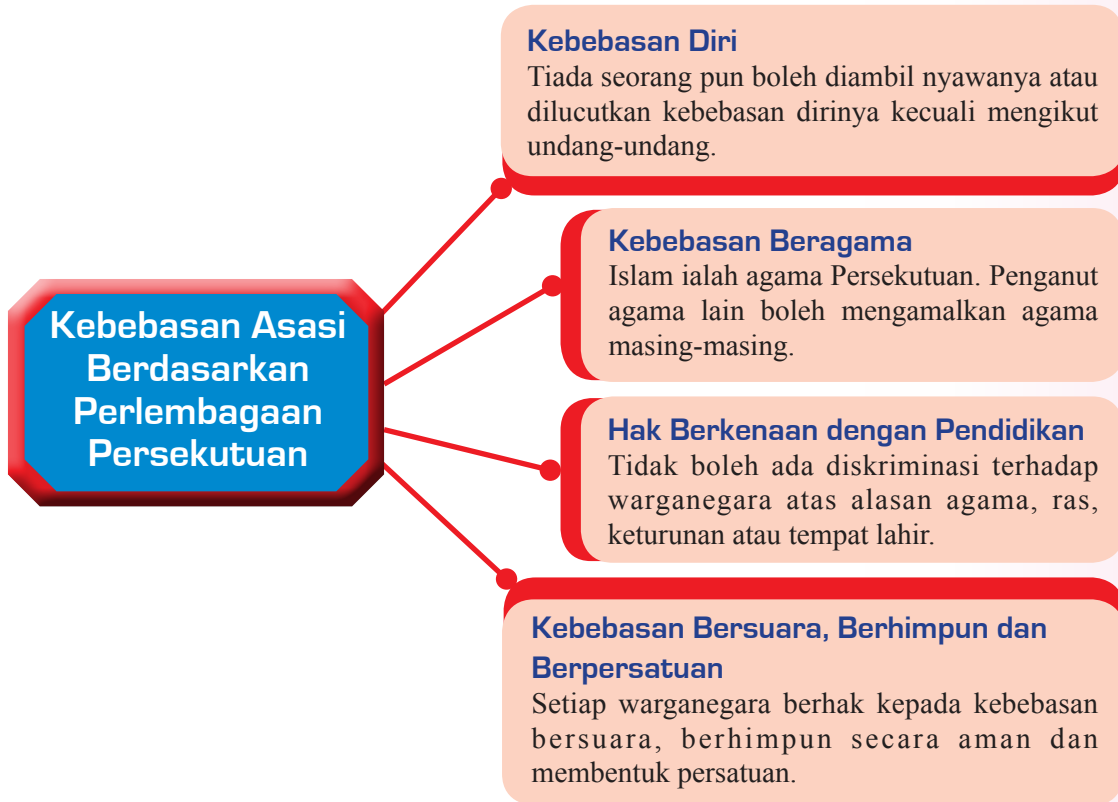 Kebebasan Diri
Tiada seorang pun boleh diambil nyawanya atau
dilucutkan kebebasan dirinya kecuali mengikut
undang-undang.
Kebebasan Beragama
Islam ialah agama Persekutuan. Penganut
agama lain boleh mengamalkan agama
masing-masing.
Kebebasan Asasi
Berdasarkan
Perlembagaan
Persekutuan
Hak Berkenaan dengan Pendidikan
Tidak boleh ada diskriminasi terhadap
warganegara atas alasan agama, ras,
keturunan atau tempat lahir.
Kebebasan Bersuara, Berhimpun dan
Berpersatuan
Setiap warganegara berhak kepada kebebasan
bersuara, berhimpun secara aman dan
membentuk persatuan.